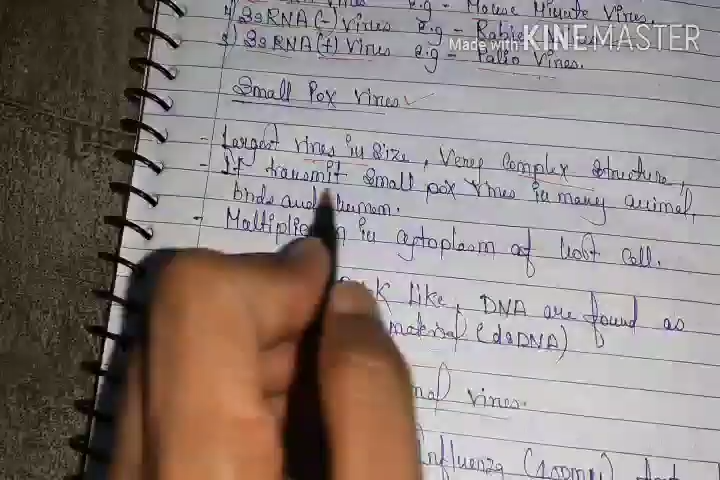 e.g - Mouse Minute Virus.
4) SsRNA (-) Virus e.g - Rabies
5) SsRNA (+) Virus e.g - Polio Virus.
Made with KINEMASTER
Small Pox virus
- Largest virus in size, Very Complex Structure,
- It transmit Small pox virus in many animal,
birds and human.
- in cytoplasm of host cell.
Like, DNA are found as
material (dsDNA)
virus.
Influenza